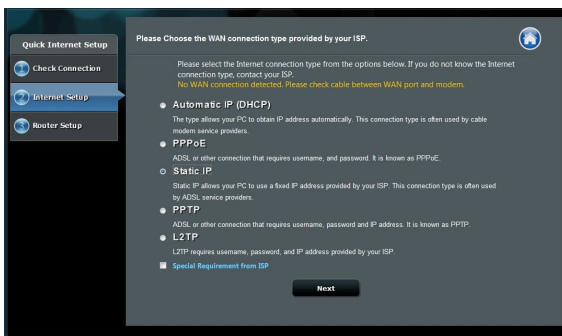 Quick Internet Setup
1 Check Connection
2 Internet Setup
3 Router Setup
Please Choose the WAN connection type provided by your ISP.
Please select the Internet connection type from the options below. If you do not know the Internet
connection type, contact your ISP.
No WAN connection detected. Please check cable between WAN port and modem.
Automatic IP (DHCP)
The type allows your PC to obtain IP address automatically. This connection type is often used by cable
modem service providers.
PPPoE
ADSL or other connection that requires username, and password. It is known as PPPoE.
Static IP
Static IP allows your PC to use a fixed IP address provided by your ISP. This connection type is often used
by ADSL service providers.
PPTP
ADSL or other connection that requires username, password and IP address. It is known as PPTP.
L2TP
L2TP requires username, password, and IP address provided by your ISP.
Special Requirement from ISP
Next